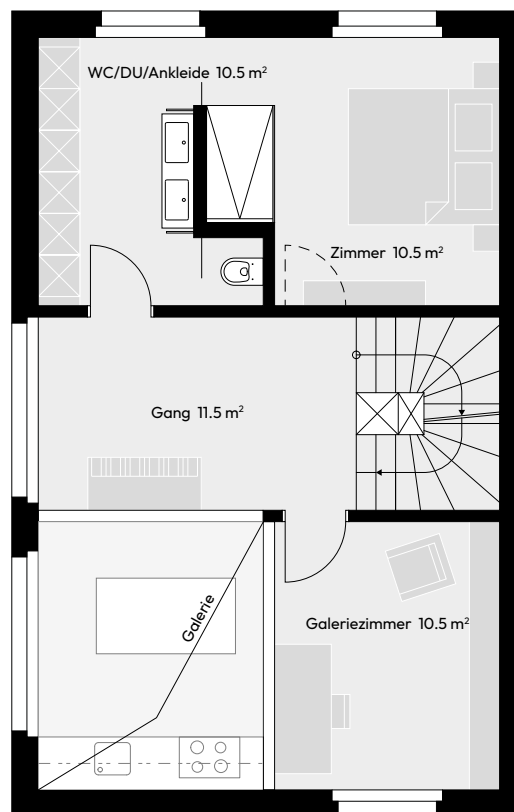 WC/DU/Ankleide 10.5 m²
Zimmer 10.5 m²
Gang 11.5 m²
Galerie
Galeriezimmer 10.5 m²